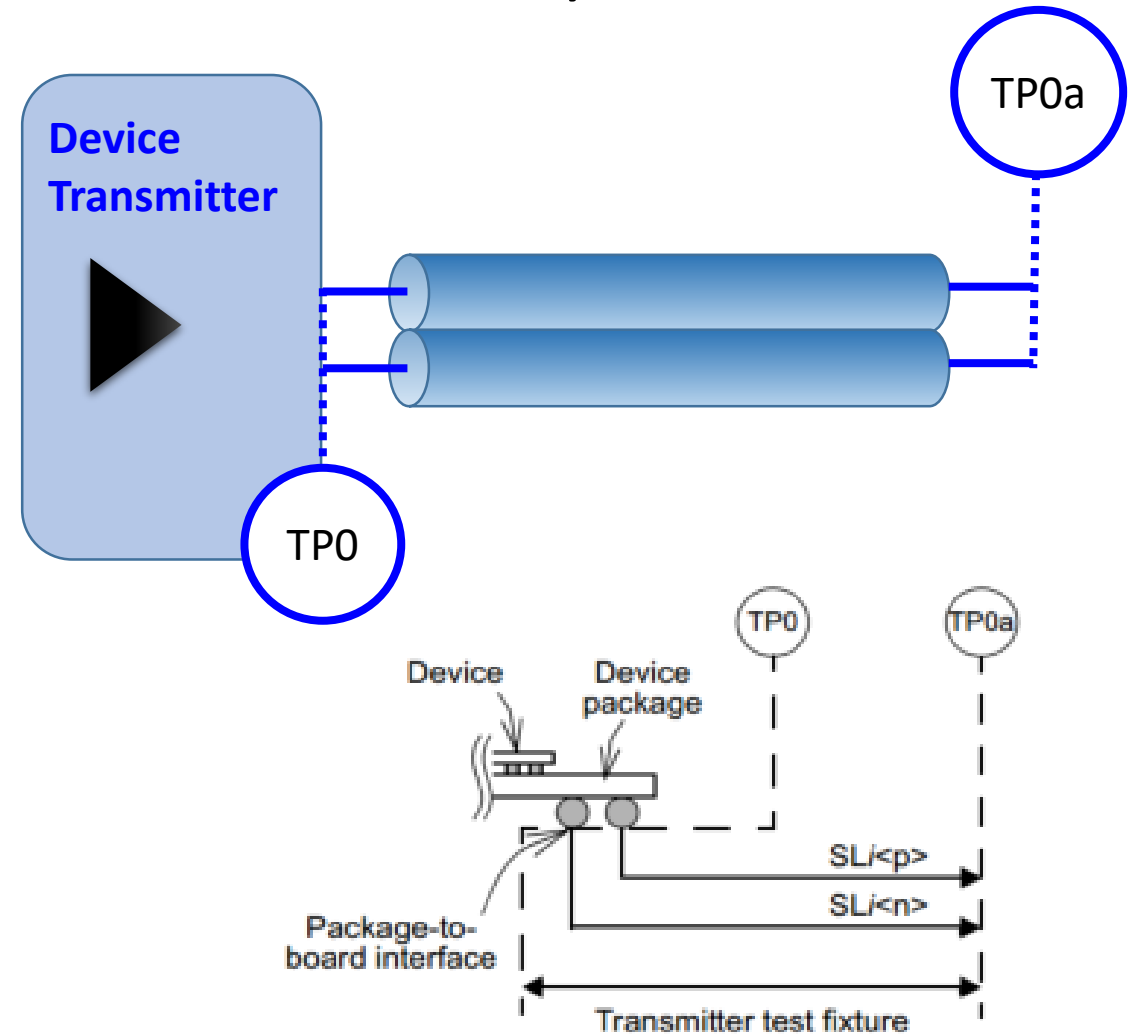 TP0a
Device
Transmitter
TP0
TP0
TP0a
Device
Device
package
SLi<p>
SLi<n>
Package-to-
board interface
Transmitter test fixture